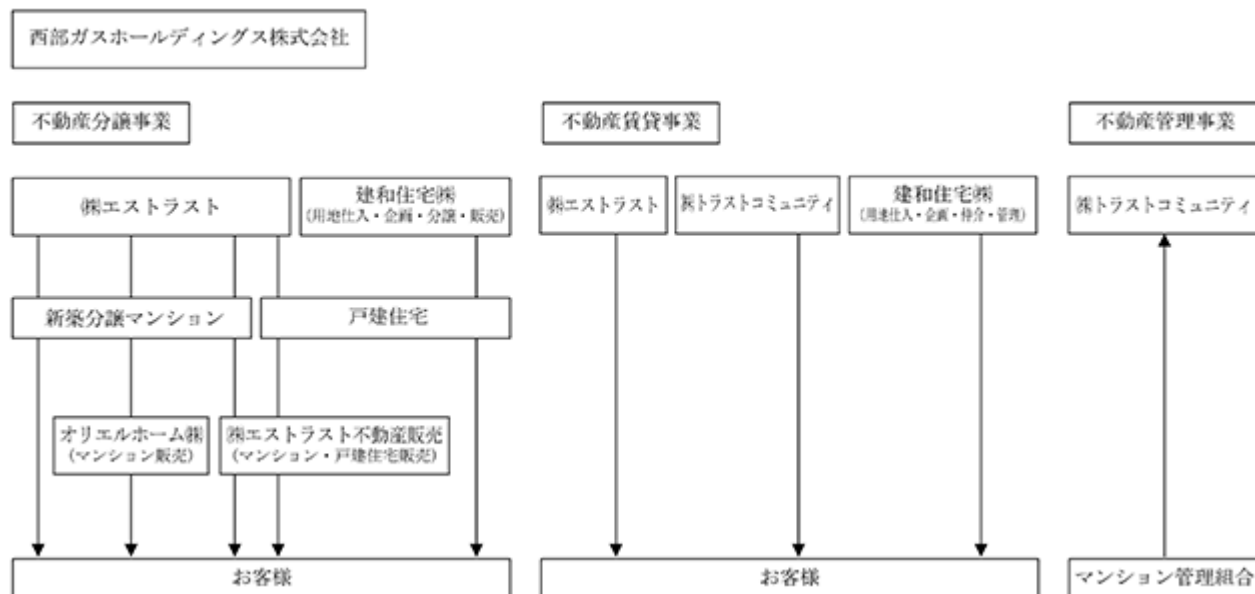 西部ガスホールディングス株式会社
不動産分譲事業
不動産賃貸事業
不動産管理事業
㈱エストラスト
建和住宅㈱
(用地仕入・企画・分譲・販売)
㈱エストラスト
㈱トラストコミュニティ
建和住宅㈱
(用地仕入・企画・仲介・管理)
㈱トラストコミュニティ
新築分譲マンション
戸建住宅
オリエルホーム㈱
(マンション販売)
㈱エストラスト不動産販売
(マンション・戸建住宅販売)
お客様
お客様
マンション管理組合